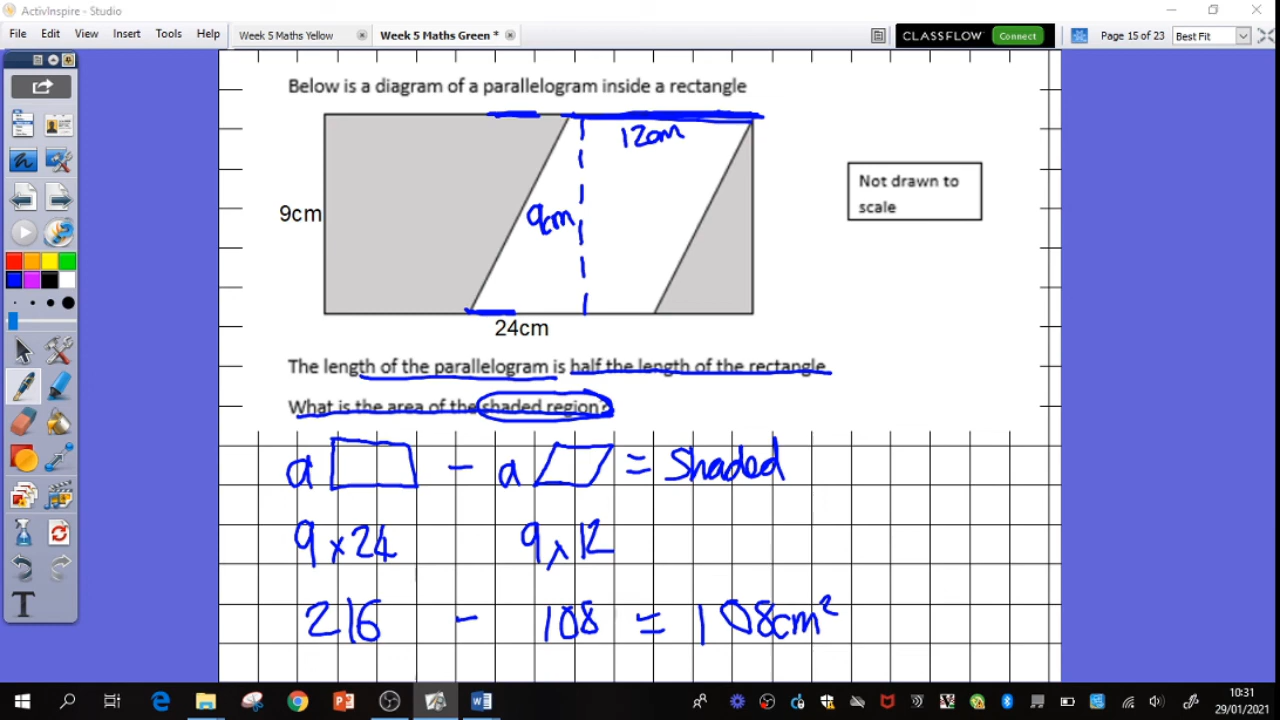 ActivInspire - Studio
File Edit View Insert Tools Help
Week 5 Maths Yellow
Week 5 Maths Green *
CLASSFLOW Connect
Page 15 of 23
Best Fit
Below is a diagram of a parallelogram inside a rectangle
12cm
Not drawn to
scale
9cm
9cm
24cm
The length of the parallelogram is half the length of the rectangle
What is the area of the shaded region?
a - a = Shaded
9 x 24 9 x 12
216 - 108 = 108cm²
T
10:31
29/01/2021